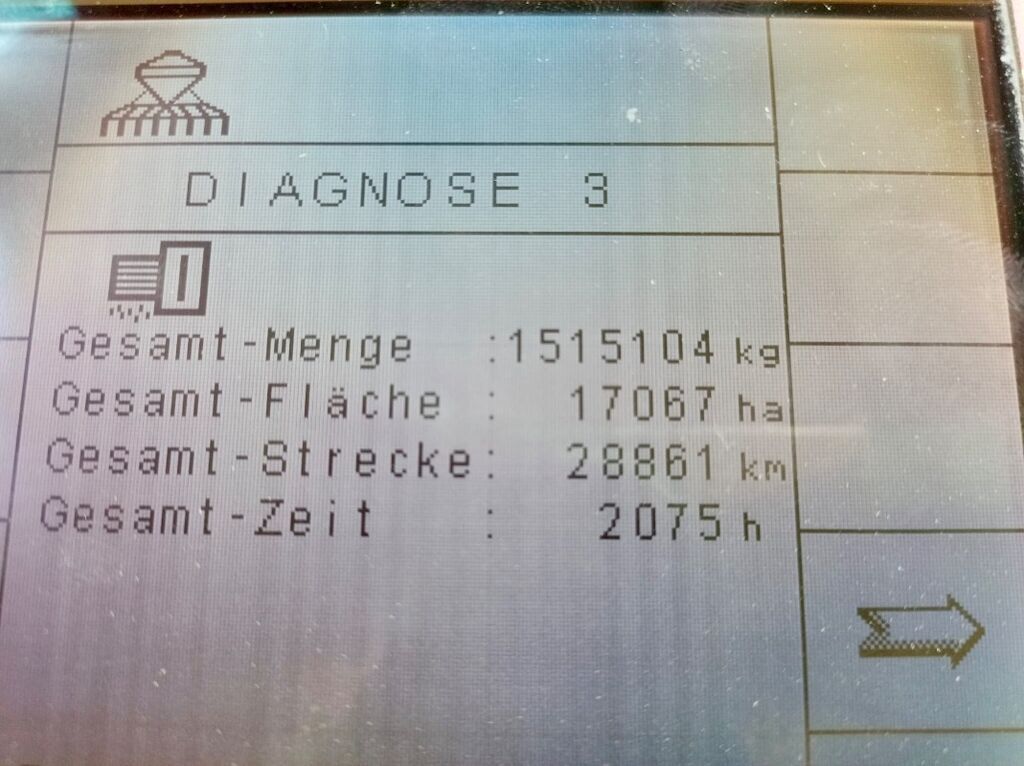 DIAGNOSE 3
Gesamt-Menge :1515104 kg
Gesamt-Fläche : 17067 ha
Gesamt-Strecke: 28861 km
Gesamt-Zeit : 2075 h